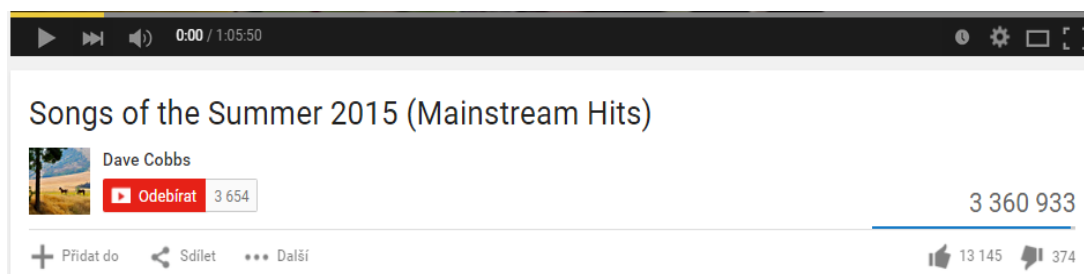 0:00 / 1:05:50
Songs of the Summer 2015 (Mainstream Hits)
Dave Cobbs
Odebírat 3 654
3 360 933
Přidat do Sdílet Další 13 145 374